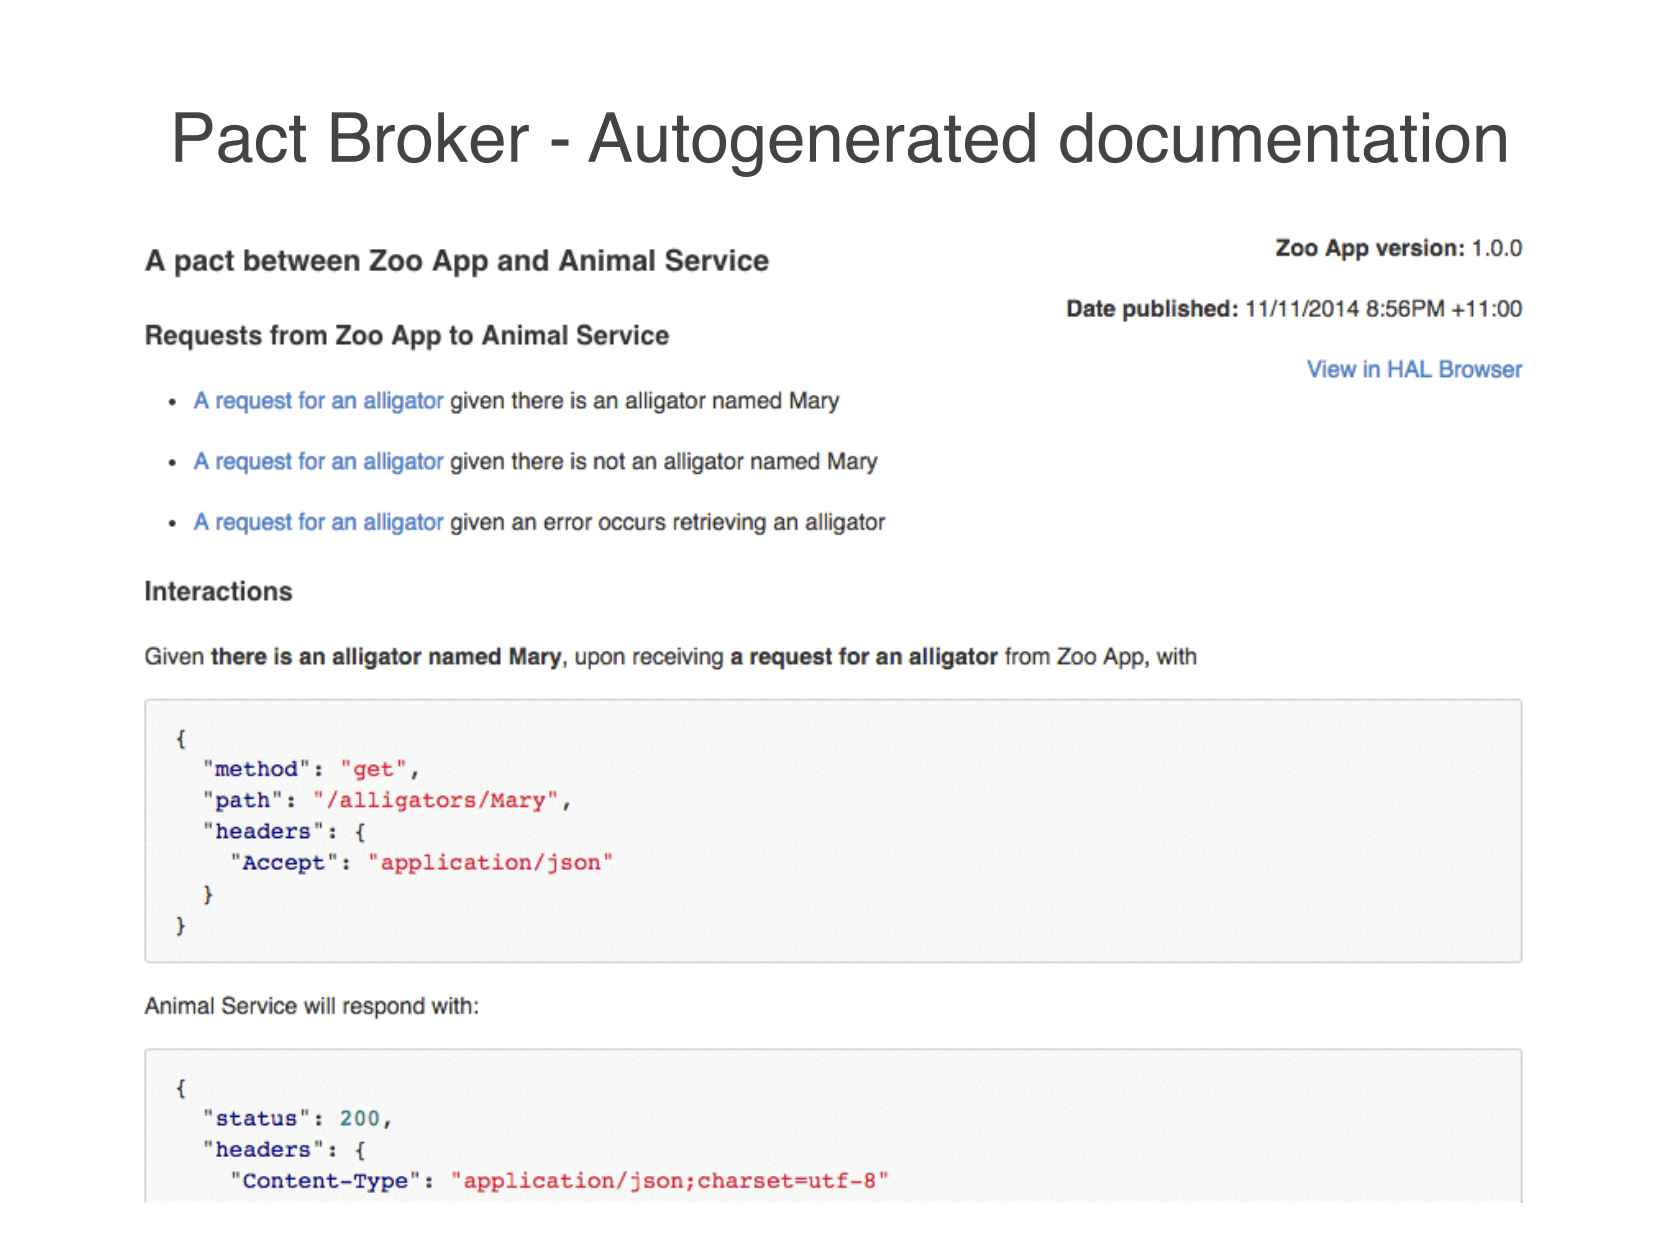 Pact Broker - Autogenerated documentation
A pact between Zoo App and Animal Service
Zoo App version: 1.0.0
Date published: 11/11/2014 8:56PM +11:00
View in HAL Browser
Requests from Zoo App to Animal Service
• A request for an alligator given there is an alligator named Mary
• A request for an alligator given there is not an alligator named Mary
• A request for an alligator given an error occurs retrieving an alligator
Interactions
Given there is an alligator named Mary, upon receiving a request for an alligator from Zoo App, with
{
  "method": "get",
  "path": "/alligators/Mary",
  "headers": {
    "Accept": "application/json"
  }
}
Animal Service will respond with:
{
  "status": 200,
  "headers": {
    "Content-Type": "application/json;charset=utf-8"